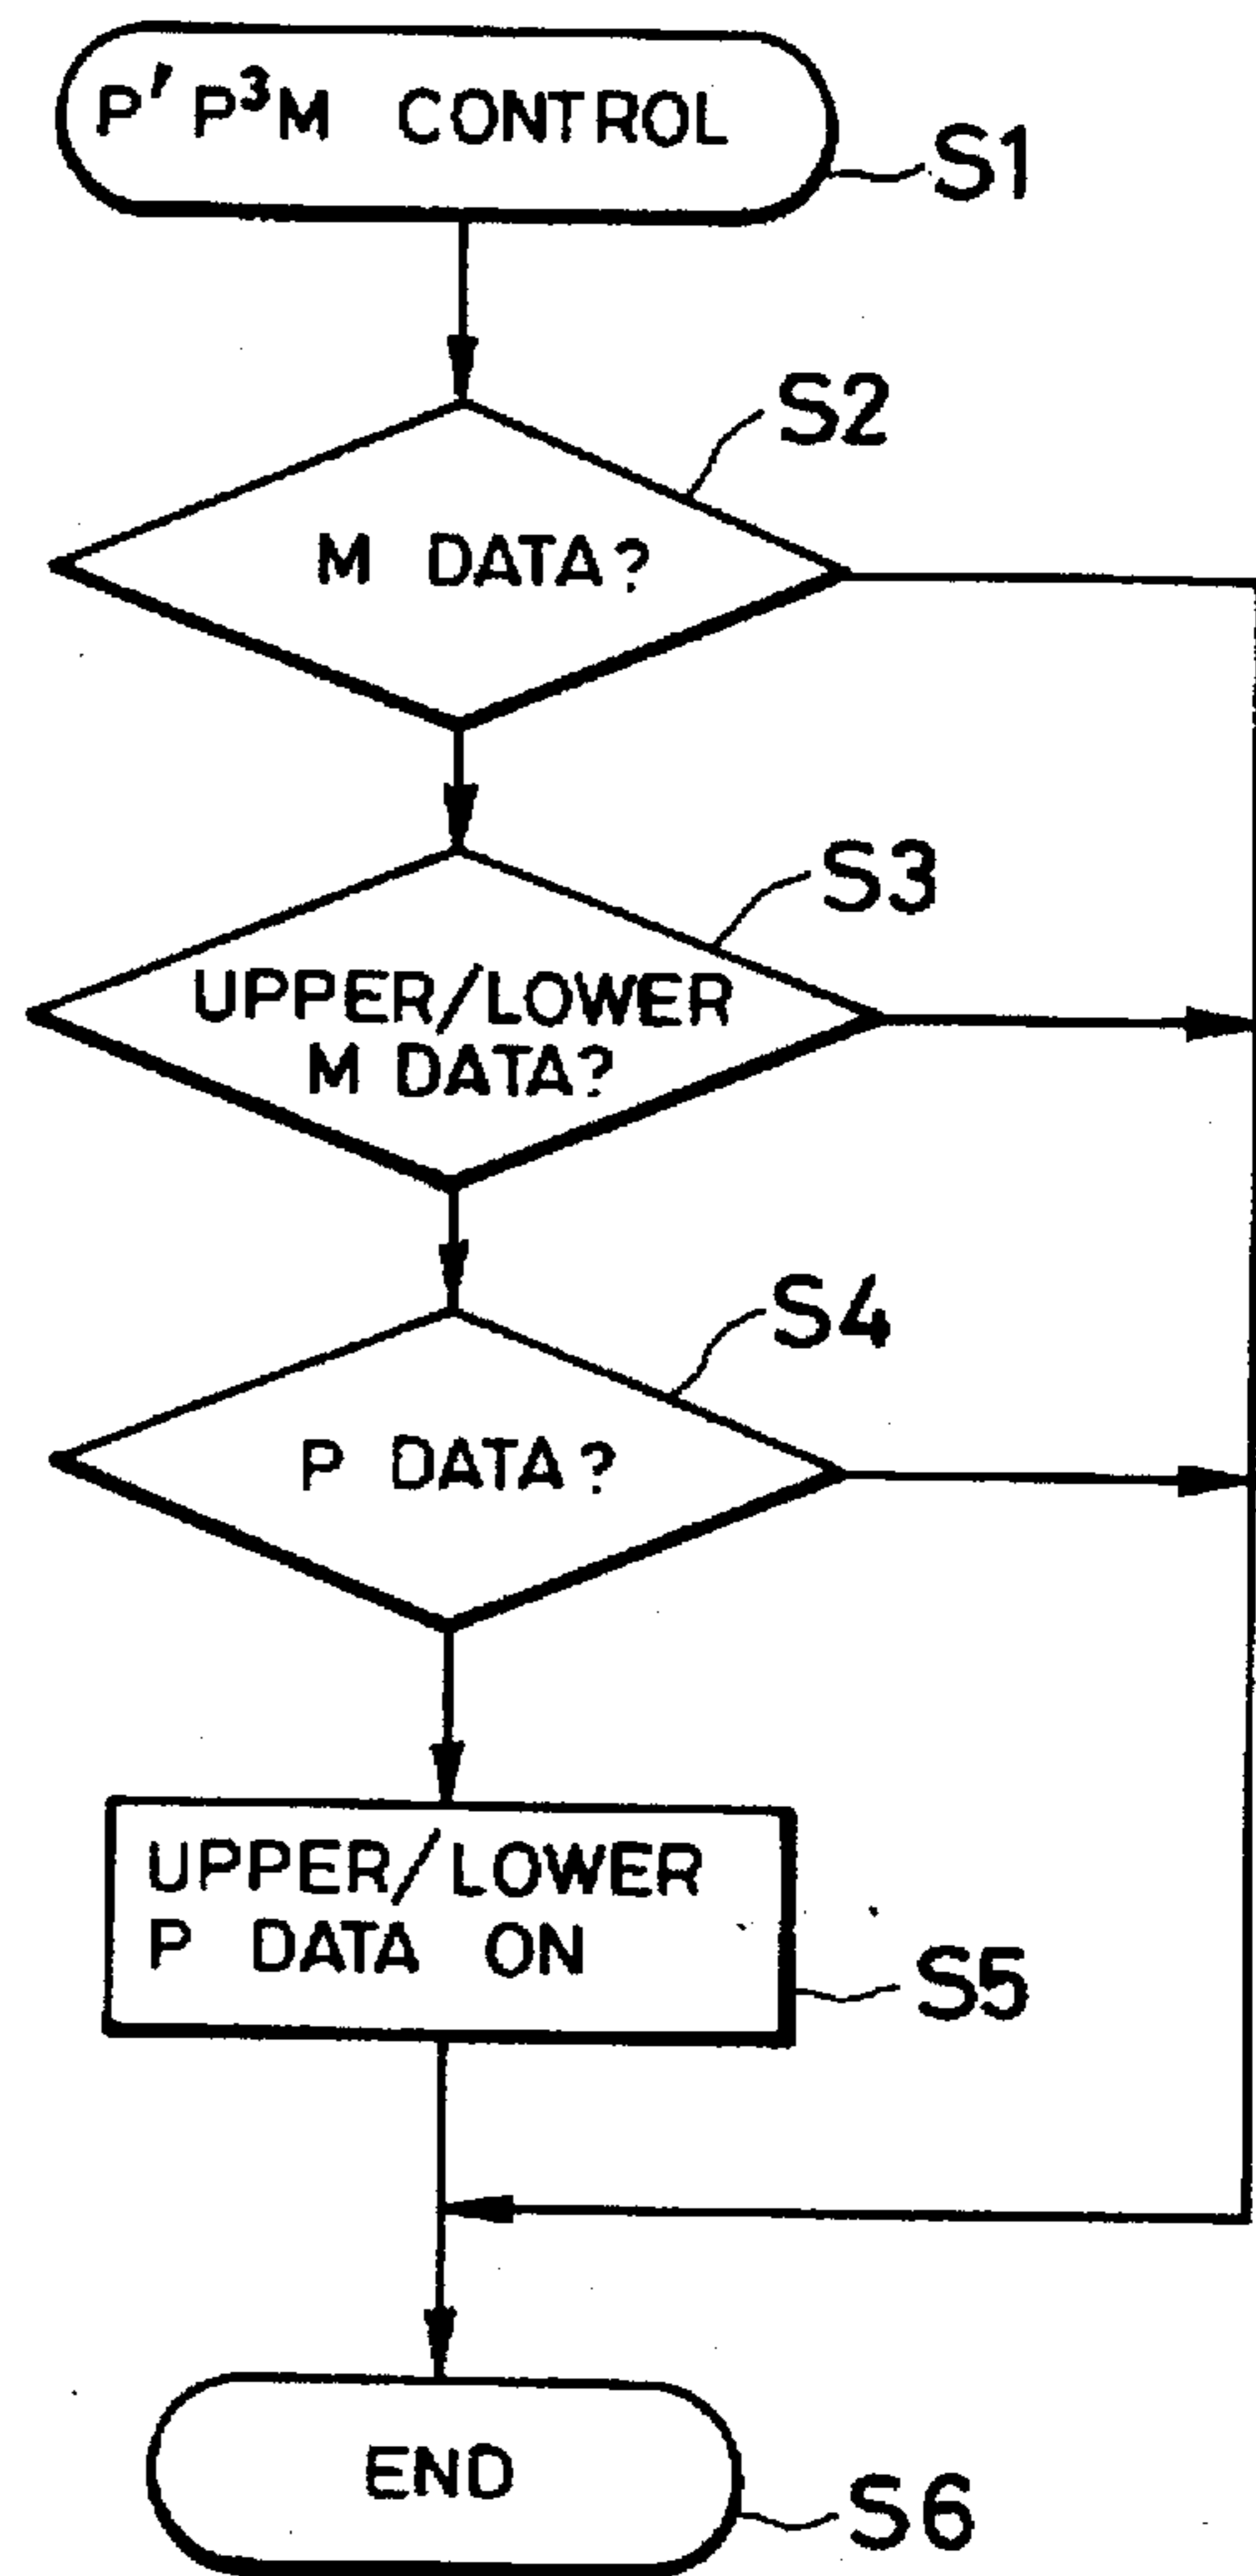 P' P³M CONTROL
S1
S2
M DATA?
S3
UPPER/LOWER
M DATA?
S4
P DATA?
UPPER/LOWER
P DATA ON
S5
END
S6